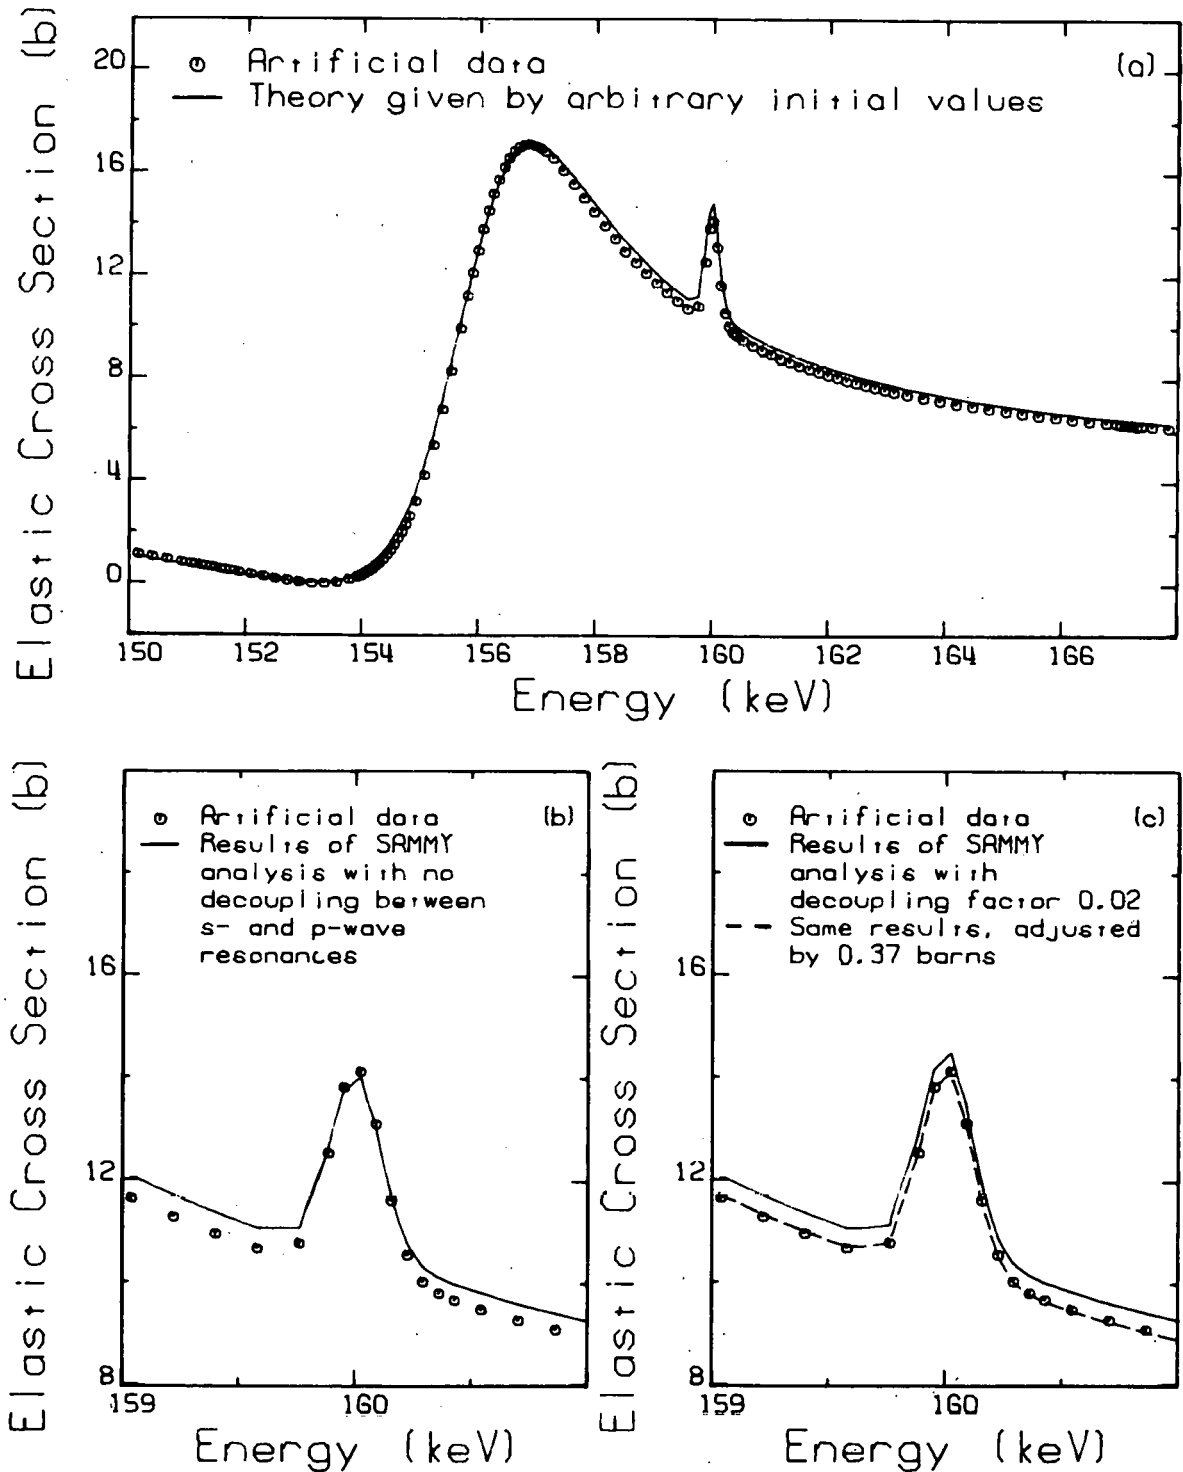 Elastic Cross Section (b)
20
16
12
8
4
0
Artificial data
Theory given by arbitrary initial values
(a)
150 152 154 156 158 160 162 164 166
Energy (keV)
Elastic Cross Section (b)
16
12
8
Artificial data
(b)
Results of SAMMY
analysis with no
decoupling between
s- and p-wave
resonances
159 160
Energy (keV)
Elastic Cross Section (b)
16
12
8
Artificial data
(c)
Results of SAMMY
analysis with
decoupling factor 0.02
Same results, adjusted
by 0.37 barns
159 160
Energy (keV)